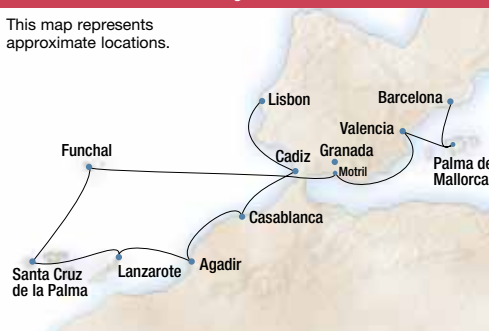 This map represents
approximate locations.
Lisbon
Barcelona
Valencia
Funchal
Cadiz
Granada
Motril
Palma de
Mallorca
Casablanca
Santa Cruz
de la Palma
Lanzarote
Agadir